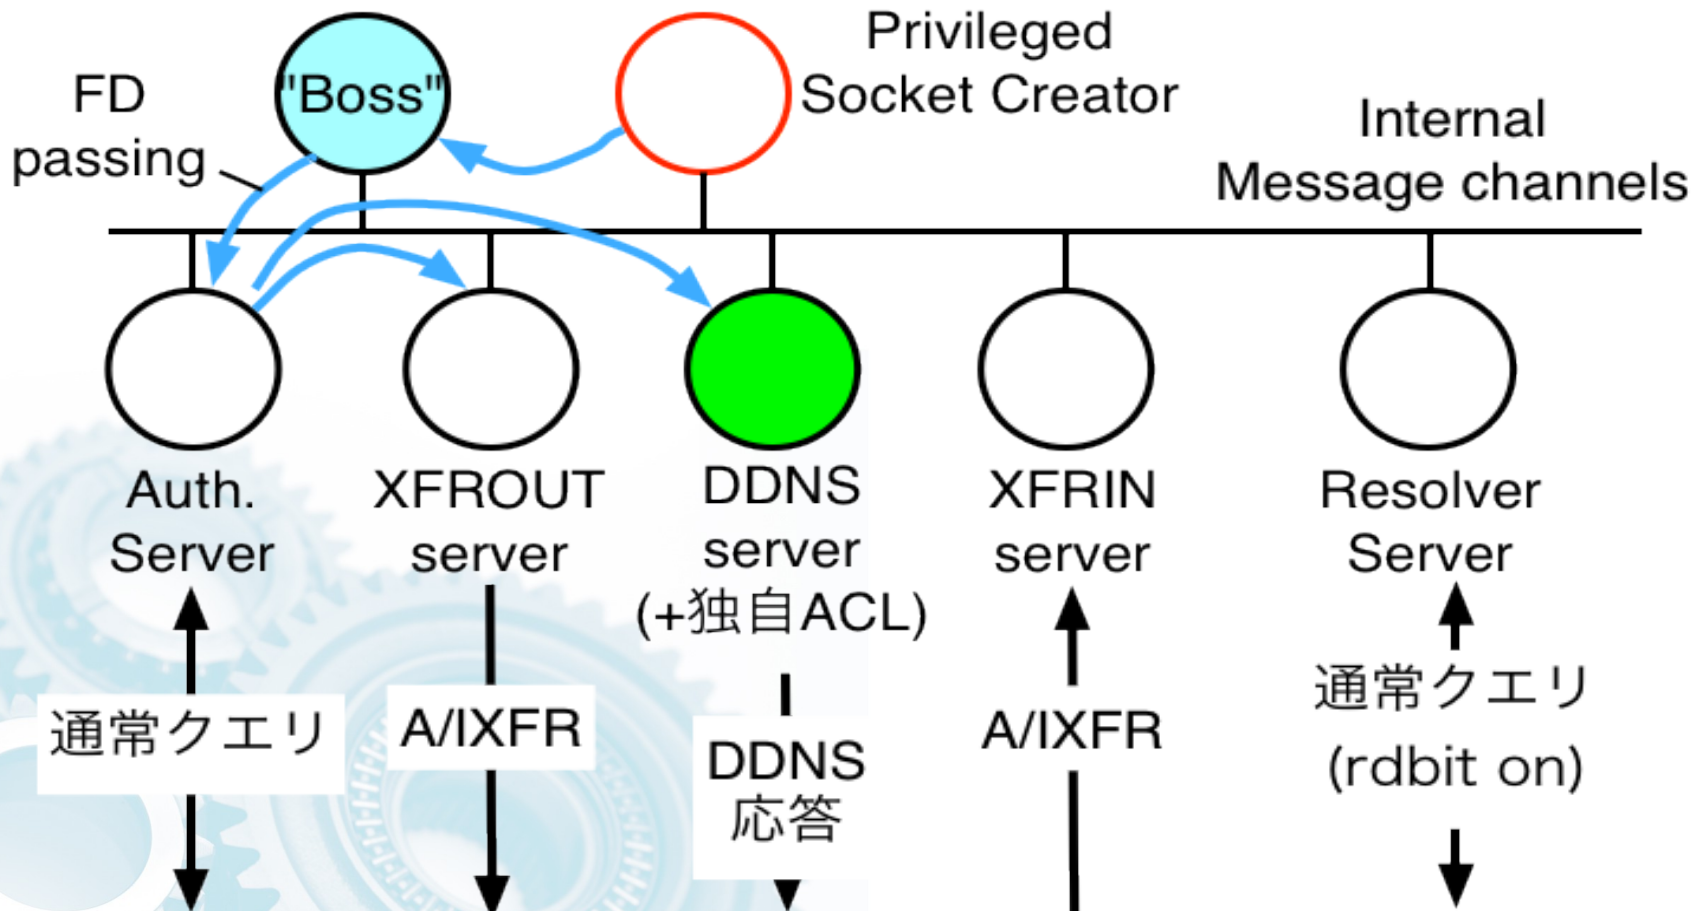 Privileged
Socket Creator
"Boss"
FD
passing
Internal
Message channels
Auth.
Server
XFROUT
server
DDNS
server
(+独自ACL)
XFRIN
server
Resolver
Server
通常クエリ
A/IXFR
DDNS
応答
A/IXFR
通常クエリ
(rdbit on)